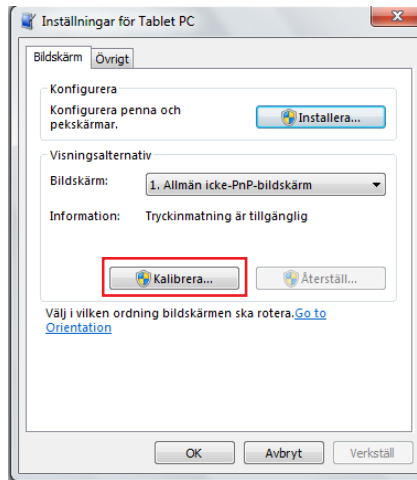 Inställningar för Tablet PC
Bildskärm Övrigt
Konfigurera
Konfigurera penna och
pekskärmar.
Installera...
Visningsalternativ
Bildskärm: 1. Allmän icke-PnP-bildskärm
Information: Tryckinmatning är tillgänglig
Kalibrera... Återställ...
Välj i vilken ordning bildskärmen ska rotera.Go to
Orientation
OK Avbryt Verkställ